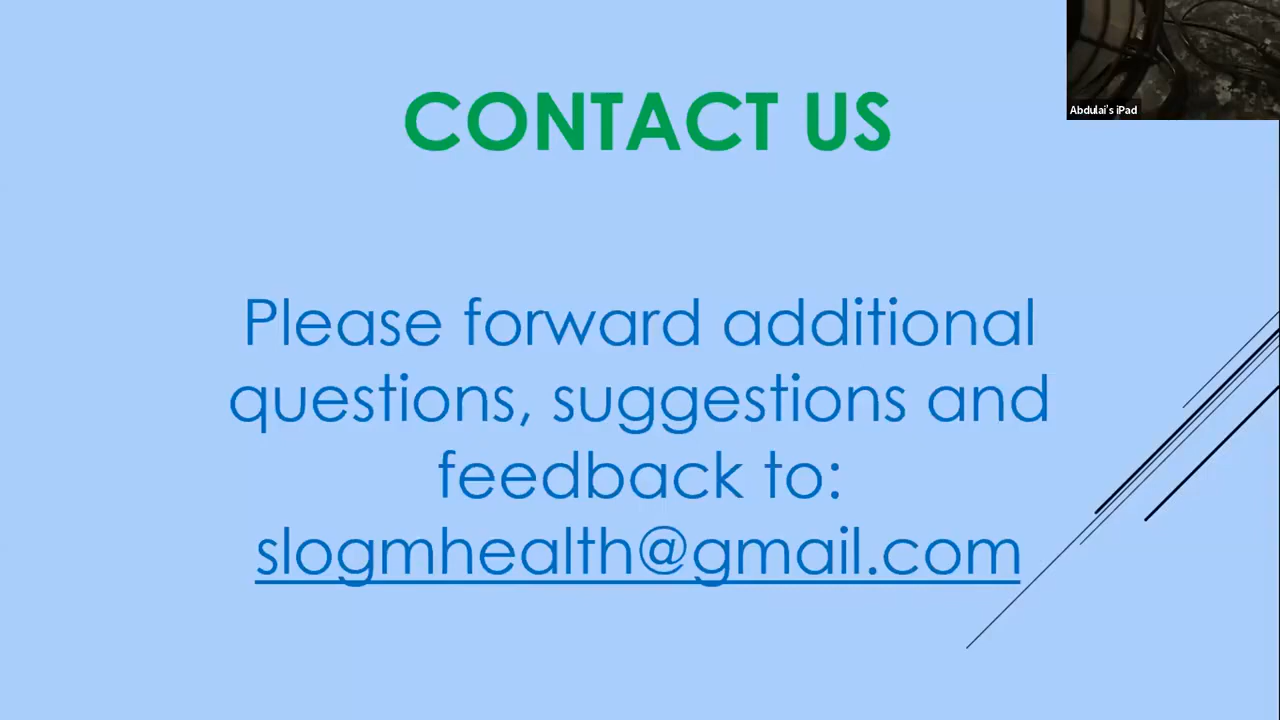 Abdulai's iPad
CONTACT US
Please forward additional
questions, suggestions and
feedback to:
slogmhealth@gmail.com